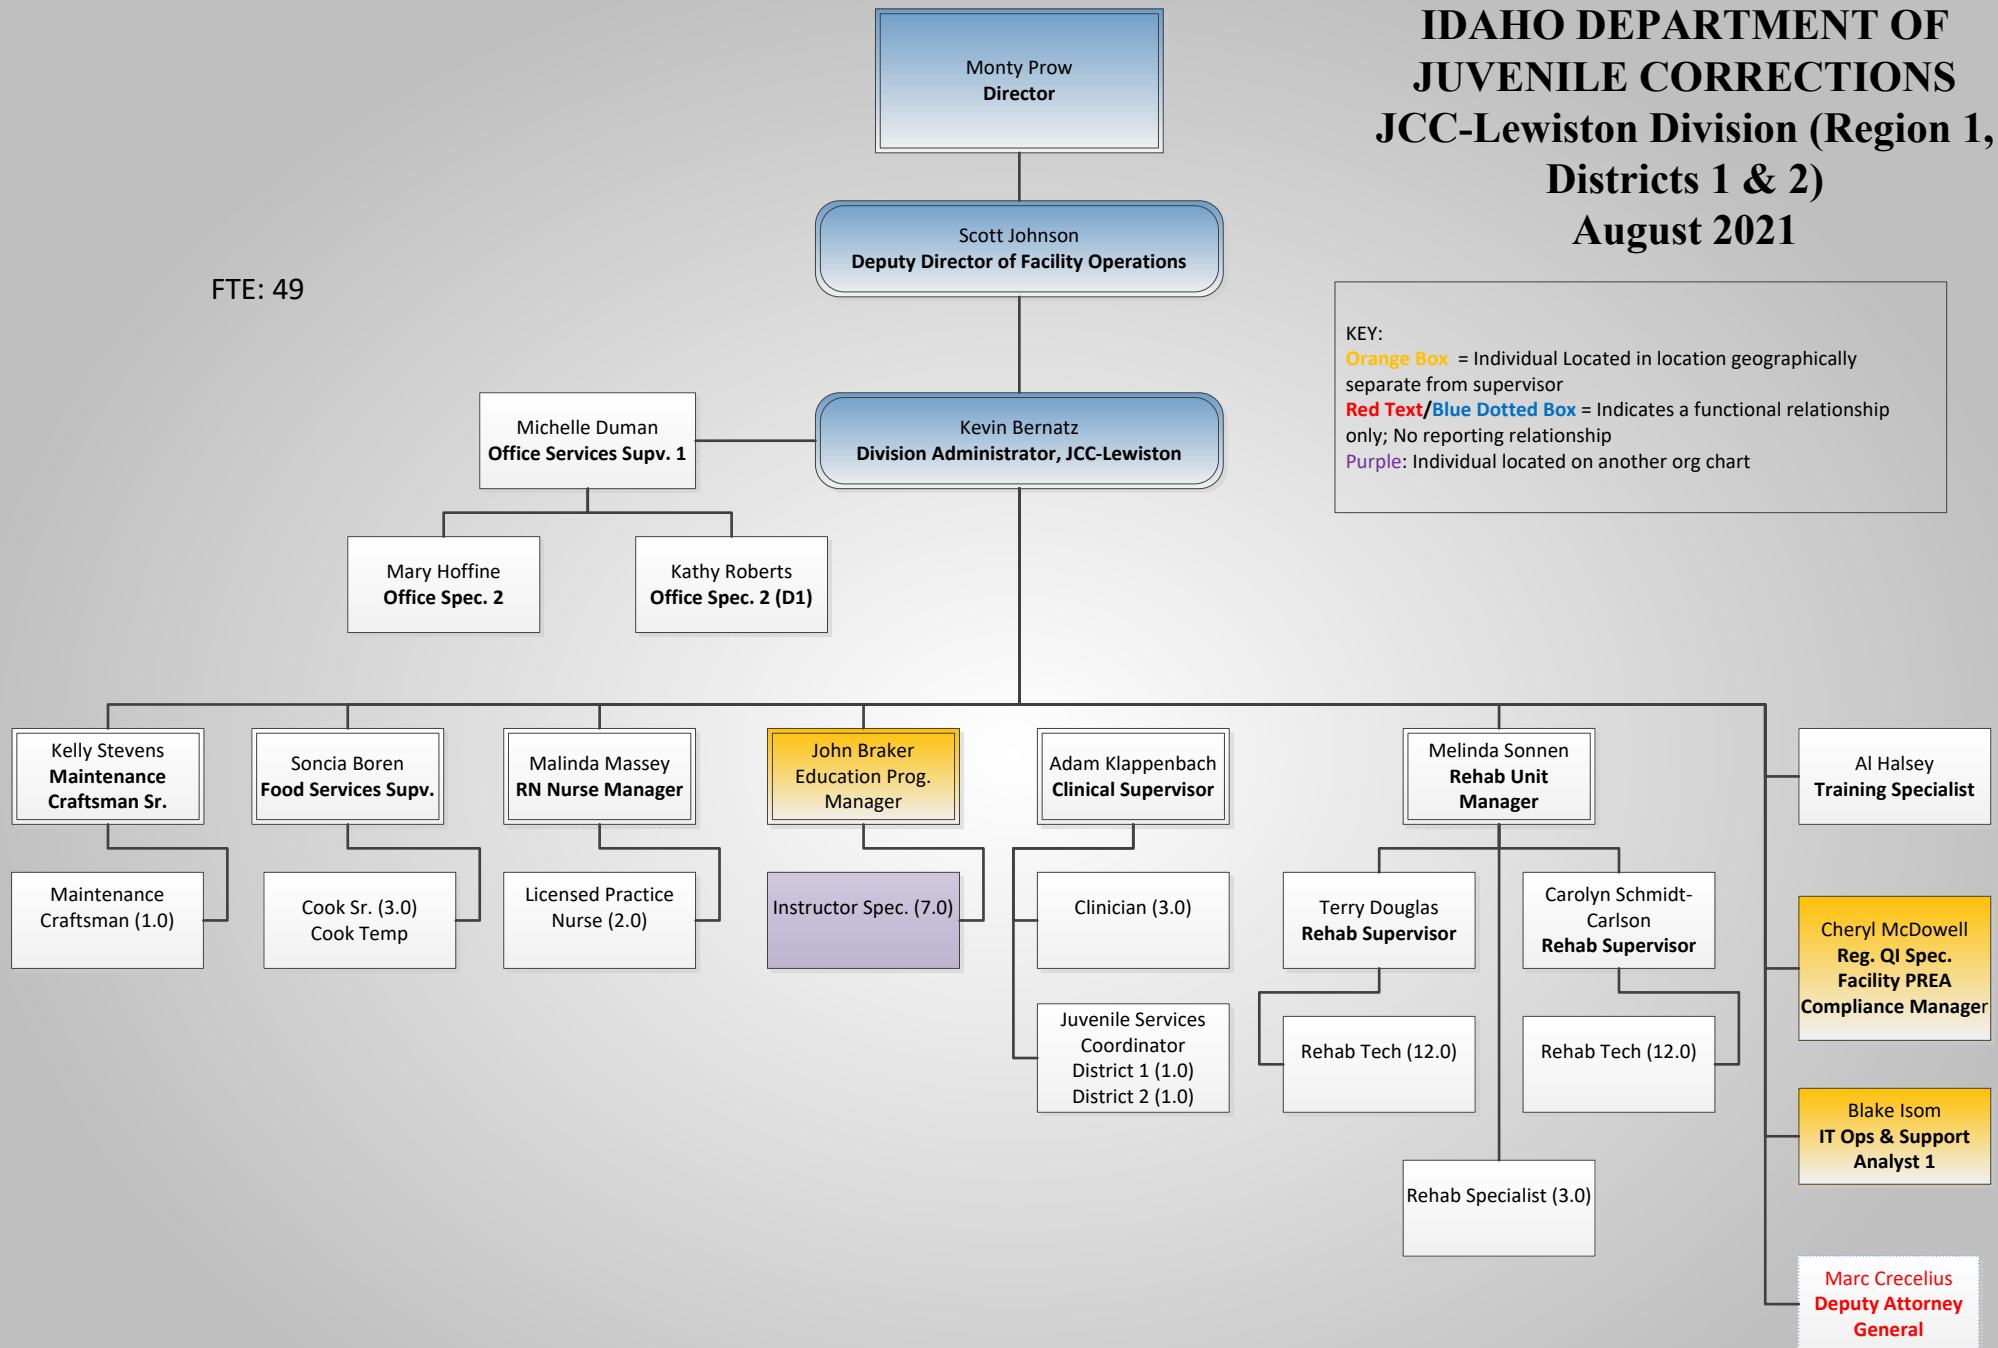 IDAHO DEPARTMENT OF
JUVENILE CORRECTIONS
JCC-Lewiston Division (Region 1,
Districts 1 & 2)
August 2021
Monty Prow
Director
Scott Johnson
Deputy Director of Facility Operations
FTE: 49
KEY:
Orange Box = Individual Located in location geographically
separate from supervisor
Red Text/Blue Dotted Box = Indicates a functional relationship
only; No reporting relationship
Purple: Individual located on another org chart
Michelle Duman
Office Services Supv. 1
Kevin Bernatz
Division Administrator, JCC-Lewiston
Mary Hoffine
Office Spec. 2
Kathy Roberts
Office Spec. 2 (D1)
Kelly Stevens
Maintenance
Craftsman Sr.
Soncia Boren
Food Services Supv.
Malinda Massey
RN Nurse Manager
John Braker
Education Prog.
Manager
Adam Klappenbach
Clinical Supervisor
Melinda Sonnen
Rehab Unit
Manager
Al Halsey
Training Specialist
Maintenance
Craftsman (1.0)
Cook Sr. (3.0)
Cook Temp
Licensed Practice
Nurse (2.0)
Instructor Spec. (7.0)
Clinician (3.0)
Terry Douglas
Rehab Supervisor
Carolyn Schmidt-
Carlson
Rehab Supervisor
Cheryl McDowell
Reg. QI Spec.
Facility PREA
Compliance Manager
Juvenile Services
Coordinator
District 1 (1.0)
District 2 (1.0)
Rehab Tech (12.0)
Rehab Tech (12.0)
Blake Isom
IT Ops & Support
Analyst 1
Rehab Specialist (3.0)
Marc Crecelius
Deputy Attorney
General